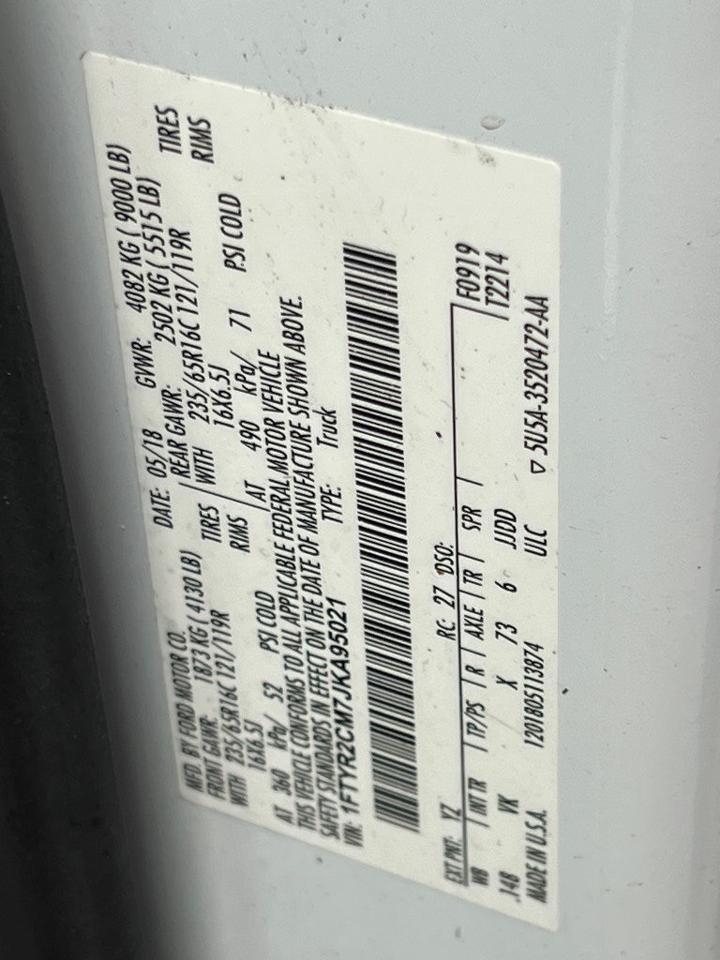 MFD. BY FORD MOTOR CO.   DATE: 05/18   GVWR: 4082 KG ( 9000 LB)
FRONT GAWR: 1873 KG ( 4130 LB)   REAR GAWR: 2502 KG ( 5515 LB)
WITH 235/65R16C 121/119R TIRES   WITH 235/65R16C 121/119R TIRES
16X6.5J RIMS   16X6.5J RIMS
AT 360 kPa/ 52 PSI COLD   AT 490 kPa/ 71 PSI COLD
THIS VEHICLE CONFORMS TO ALL APPLICABLE FEDERAL MOTOR VEHICLE
SAFETY STANDARDS IN EFFECT ON THE DATE OF MANUFACTURE SHOWN ABOVE.
VIN: 1FTYR2CM7JKA95021   TYPE: Truck
EXT PNT: YZ   RC: 27 DSO:   F0919
WB | INT TR | TP/PS | R | AXLE | TR | SPR |   T2214
.148 VK X 73 6 JJDD
MADE IN U.S.A. 1201805113874 ULC ▽ 5U5A-3520472-AA